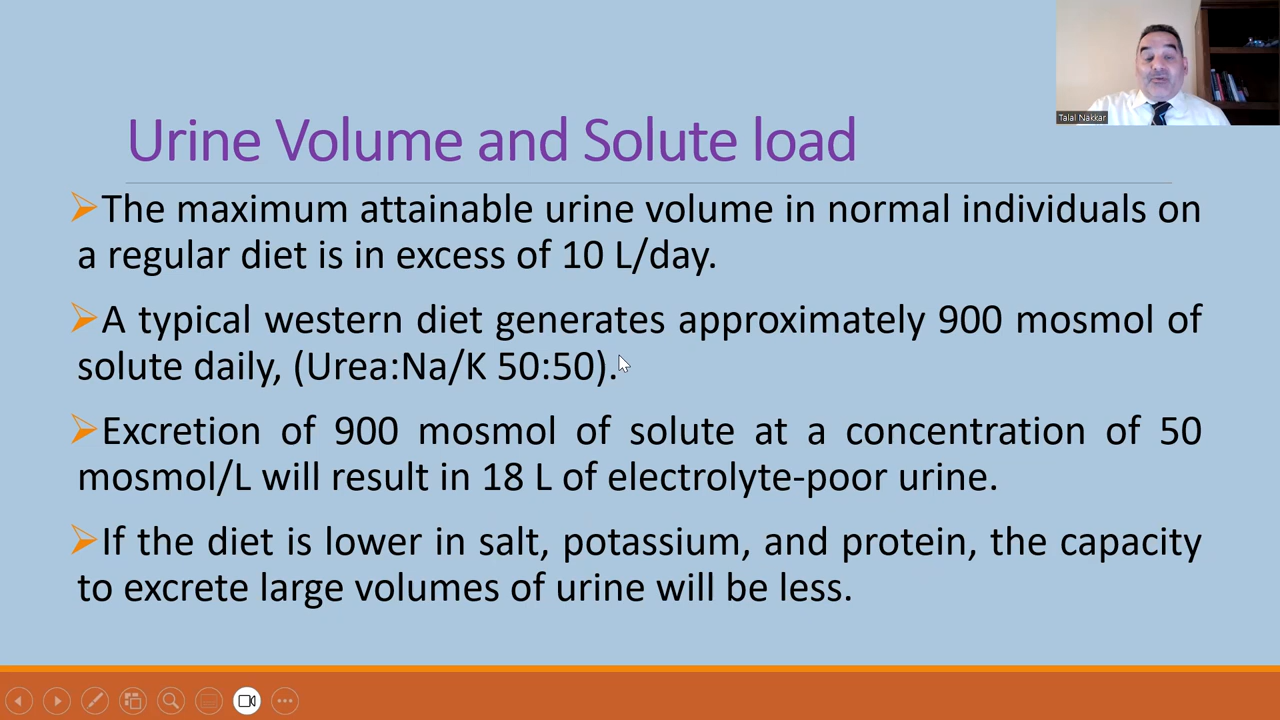 Talal Nakkar
Urine Volume and Solute load
The maximum attainable urine volume in normal individuals on
a regular diet is in excess of 10 L/day.
A typical western diet generates approximately 900 mosmol of
solute daily, (Urea:Na/K 50:50).
Excretion of 900 mosmol of solute at a concentration of 50
mosmol/L will result in 18 L of electrolyte-poor urine.
If the diet is lower in salt, potassium, and protein, the capacity
to excrete large volumes of urine will be less.